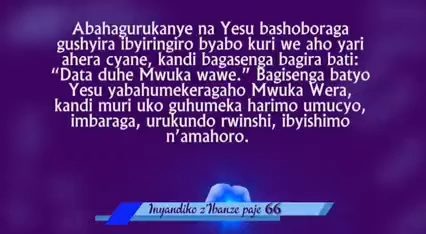 Abahagurukanye na Yesu bashoboraga
gushyira ibyiringiro byabo kuri we aho yari
ahera cyane, kandi bagasenga bagira bati:
“Data duhe Mwuka wawe.” Bagisenga batyo
Yesu yabahumekeragaho Mwuka Wera,
kandi muri uko guhumeka harimo umucyo,
imbaraga, urukundo rwinshi, ibyishimo
n’amahoro.
Inyandiko z'Ibanze paje 66